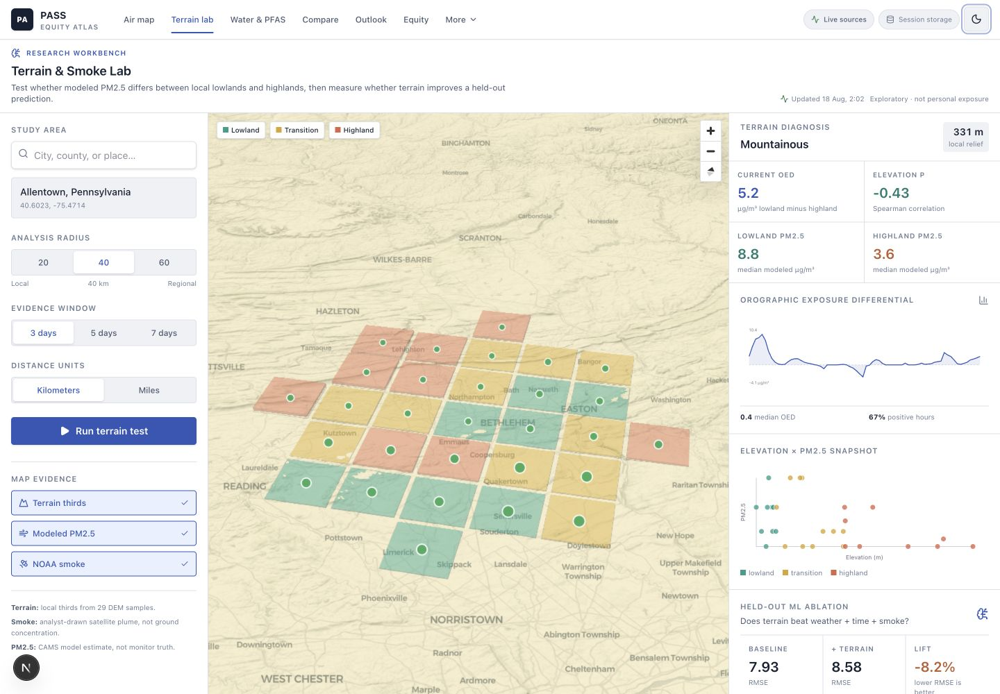 PA
PASS
EQUITY ATLAS
Air map
Terrain lab
Water & PFAS
Compare
Outlook
Equity
More
Live sources
Session storage
RESEARCH WORKBENCH
Terrain & Smoke Lab
Test whether modeled PM2.5 differs between local lowlands and highlands, then measure whether terrain improves a held-out
prediction.
Updated 18 Aug, 2:02 Exploratory · not personal exposure
STUDY AREA
City, county, or place...
Allentown, Pennsylvania
40.6023, -75.4714
ANALYSIS RADIUS
20
40
60
Local
40 km
Regional
EVIDENCE WINDOW
3 days
5 days
7 days
DISTANCE UNITS
Kilometers
Miles
Run terrain test
MAP EVIDENCE
Terrain thirds
Modeled PM2.5
NOAA smoke
Terrain: local thirds from 29 DEM samples.
Smoke: analyst-drawn satellite plume, not ground
concentration.
PM2.5: CAMS model estimate, not monitor truth.
N
Lowland
Transition
Highland
ONEONTA
Sidney
BINGHAMTON
Montrose
Carbondale
Honesdale
SCRANTON
WILKES-BARRE
HAZLETON
Tamaqua
Lehighton
TTSVILLE
Bangor
Hacket
Bath
Nazareth
Northampton
Washington
EASTON
BETHLEHEM
Kutztown
Emmaus
Coopersburg
Laureldale
READING
Quakertown
Raritan Townshi
Sellersville
Souderton
Pottstown
New Hope
Doylestown
Limerick
Skippack
Lansdale
Warrington
Township
Upper Makefield
Township
Phoenixville
Newtown
NORRISTOWN
Abington Township
Levit
ille
Downingtown
Radnor
Bensalem Township
Cheltenham
Flo
WEST CHESTER
Ardmore
Marple
TERRAIN DIAGNOSIS
Mountainous
331 m
local relief
CURRENT OED
5.2
µg/m³ lowland minus highland
ELEVATION P
-0.43
Spearman correlation
LOWLAND PM2.5
8.8
median modeled µg/m³
HIGHLAND PM2.5
3.6
median modeled µg/m³
OROGRAPHIC EXPOSURE DIFFERENTIAL
10.4
-4.1 µg/m³
0.4 median OED
67% positive hours
ELEVATION × PM2.5 SNAPSHOT
PM2.5
Elevation (m)
lowland
transition
highland
HELD-OUT ML ABLATION
Does terrain beat weather + time + smoke?
BASELINE
7.93
RMSE
+ TERRAIN
8.58
RMSE
LIFT
-8.2%
lower RMSE is
better